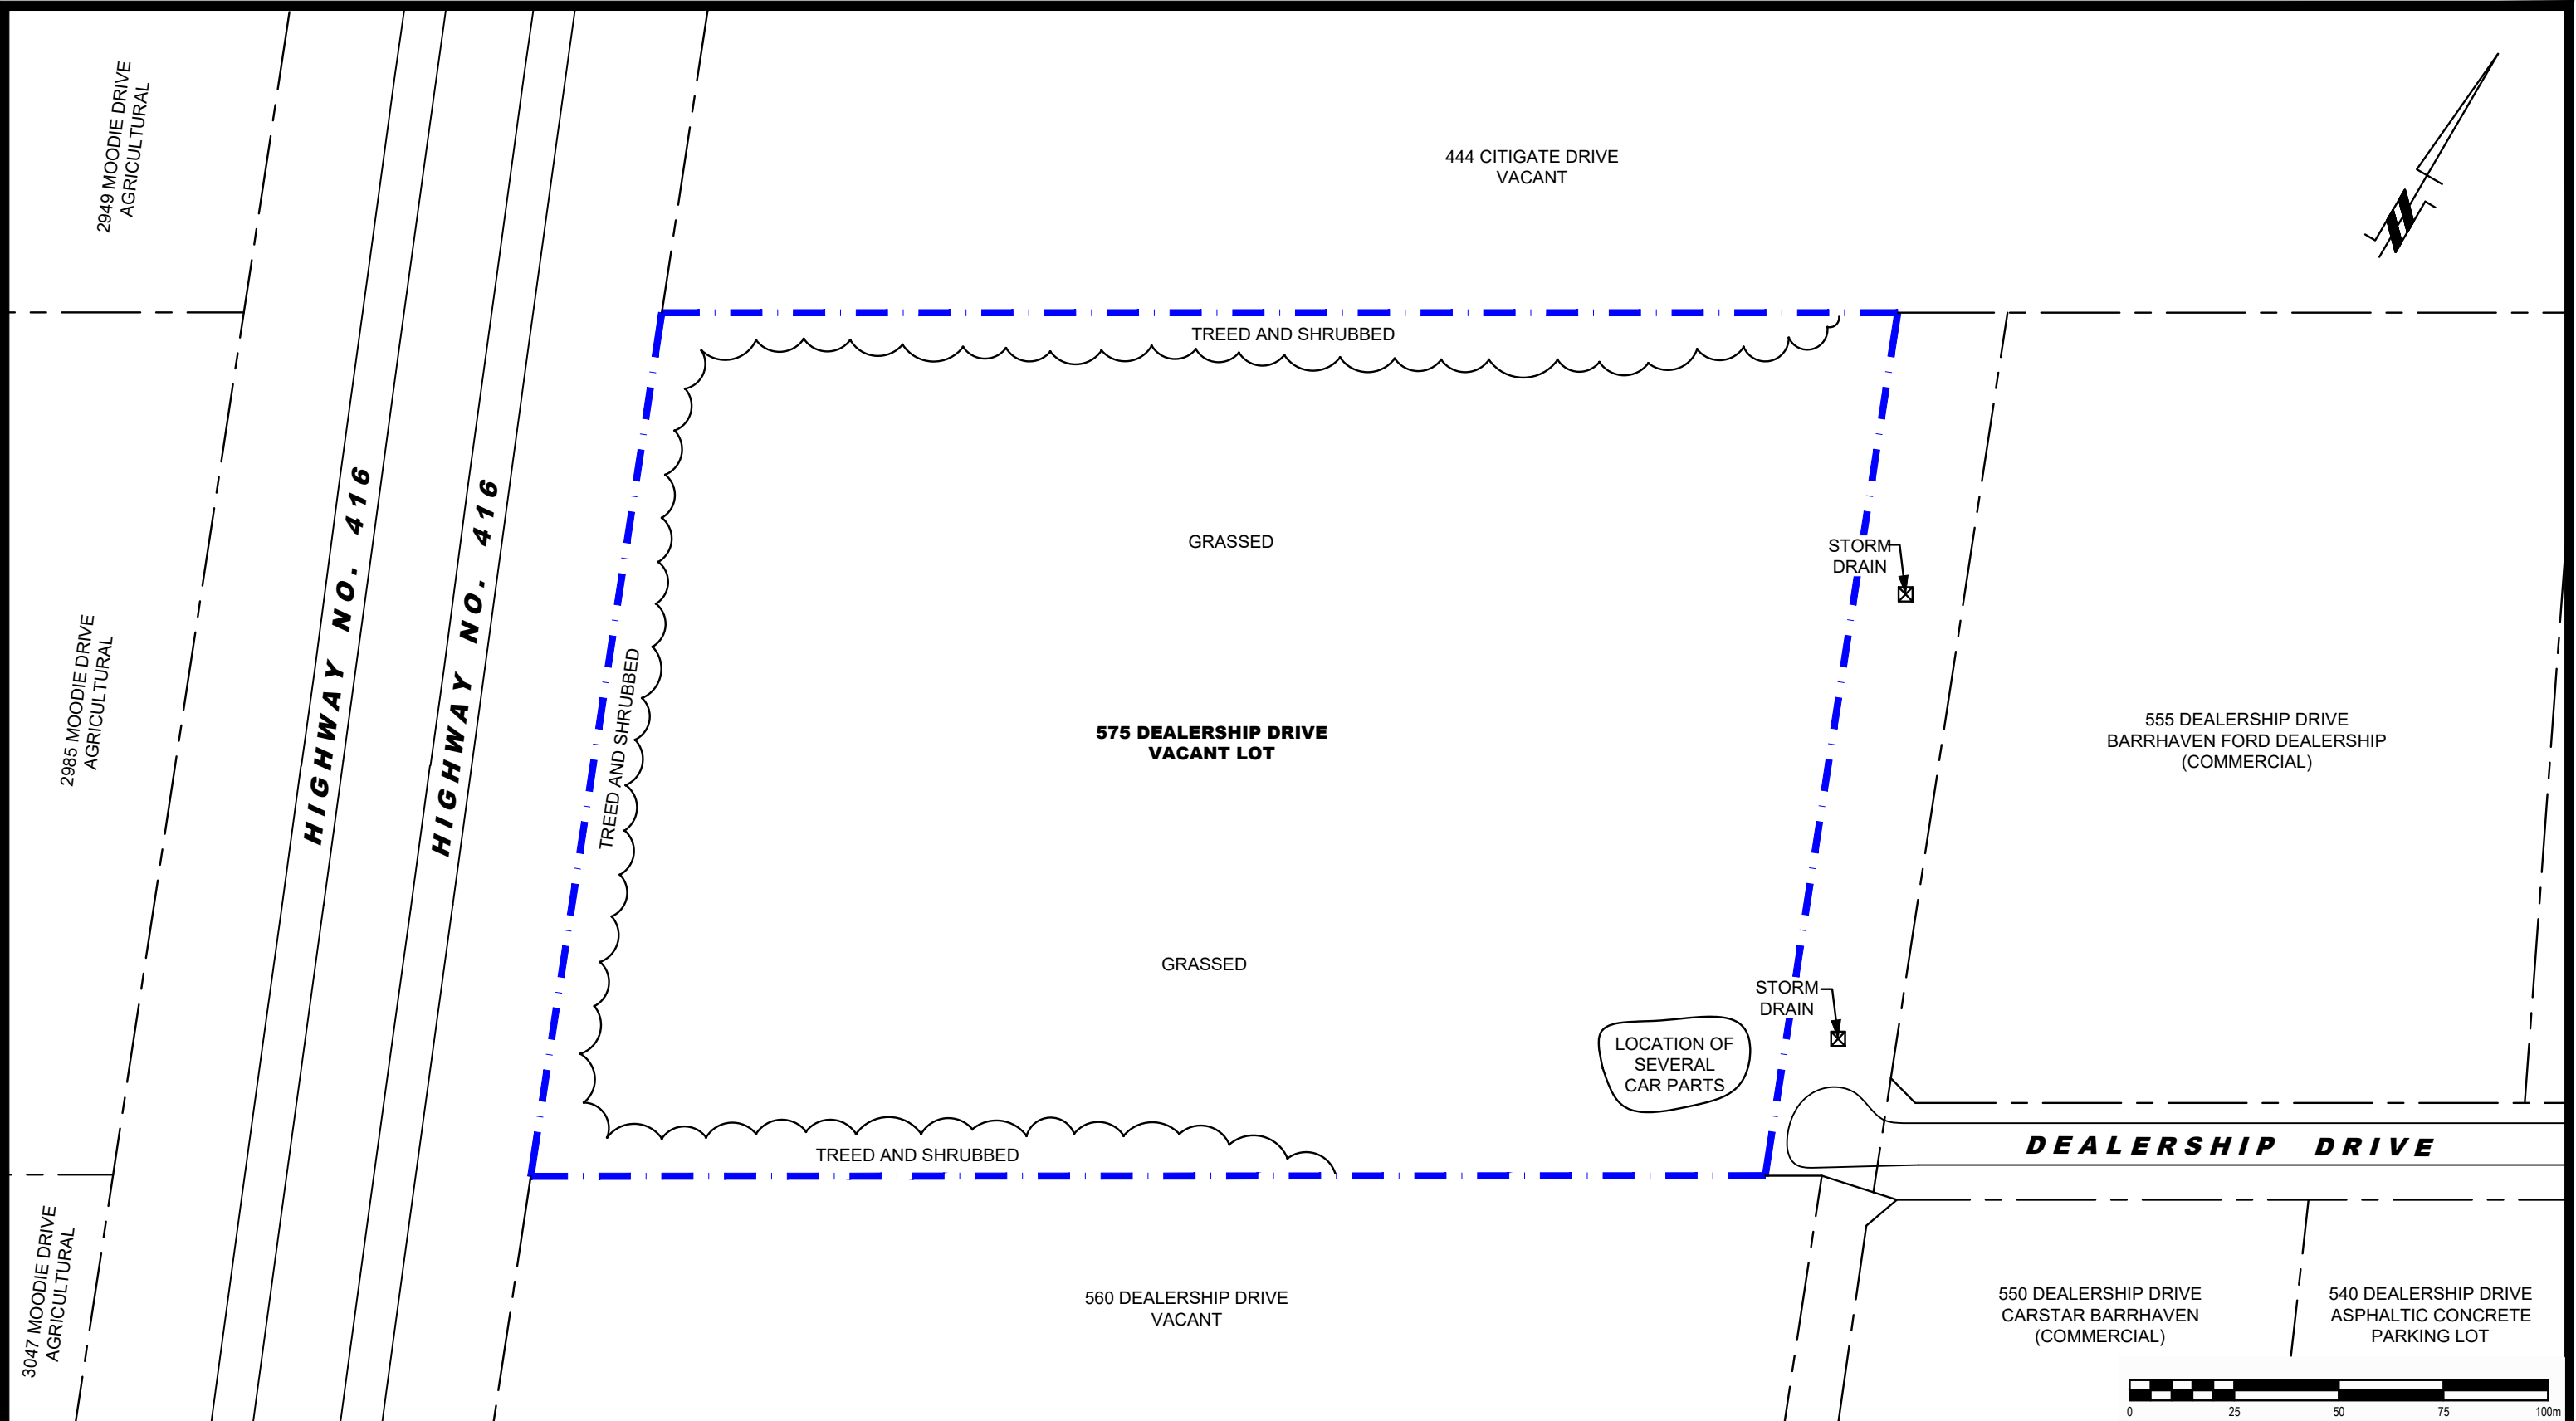 2949 MOODIE DRIVE
AGRICULTURAL
444 CITIGATE DRIVE
VACANT
TREED AND SHRUBBED
HIGHWAY NO. 416
HIGHWAY NO. 416
GRASSED
STORM
DRAIN
2985 MOODIE DRIVE
AGRICULTURAL
TREED AND SHRUBBED
575 DEALERSHIP DRIVE
VACANT LOT
555 DEALERSHIP DRIVE
BARRHAVEN FORD DEALERSHIP
(COMMERCIAL)
GRASSED
STORM
DRAIN
LOCATION OF
SEVERAL
CAR PARTS
TREED AND SHRUBBED
DEALERSHIP DRIVE
3047 MOODIE DRIVE
AGRICULTURAL
560 DEALERSHIP DRIVE
VACANT
550 DEALERSHIP DRIVE
CARSTAR BARRHAVEN
(COMMERCIAL)
540 DEALERSHIP DRIVE
ASPHALTIC CONCRETE
PARKING LOT
0 25 50 75 100m